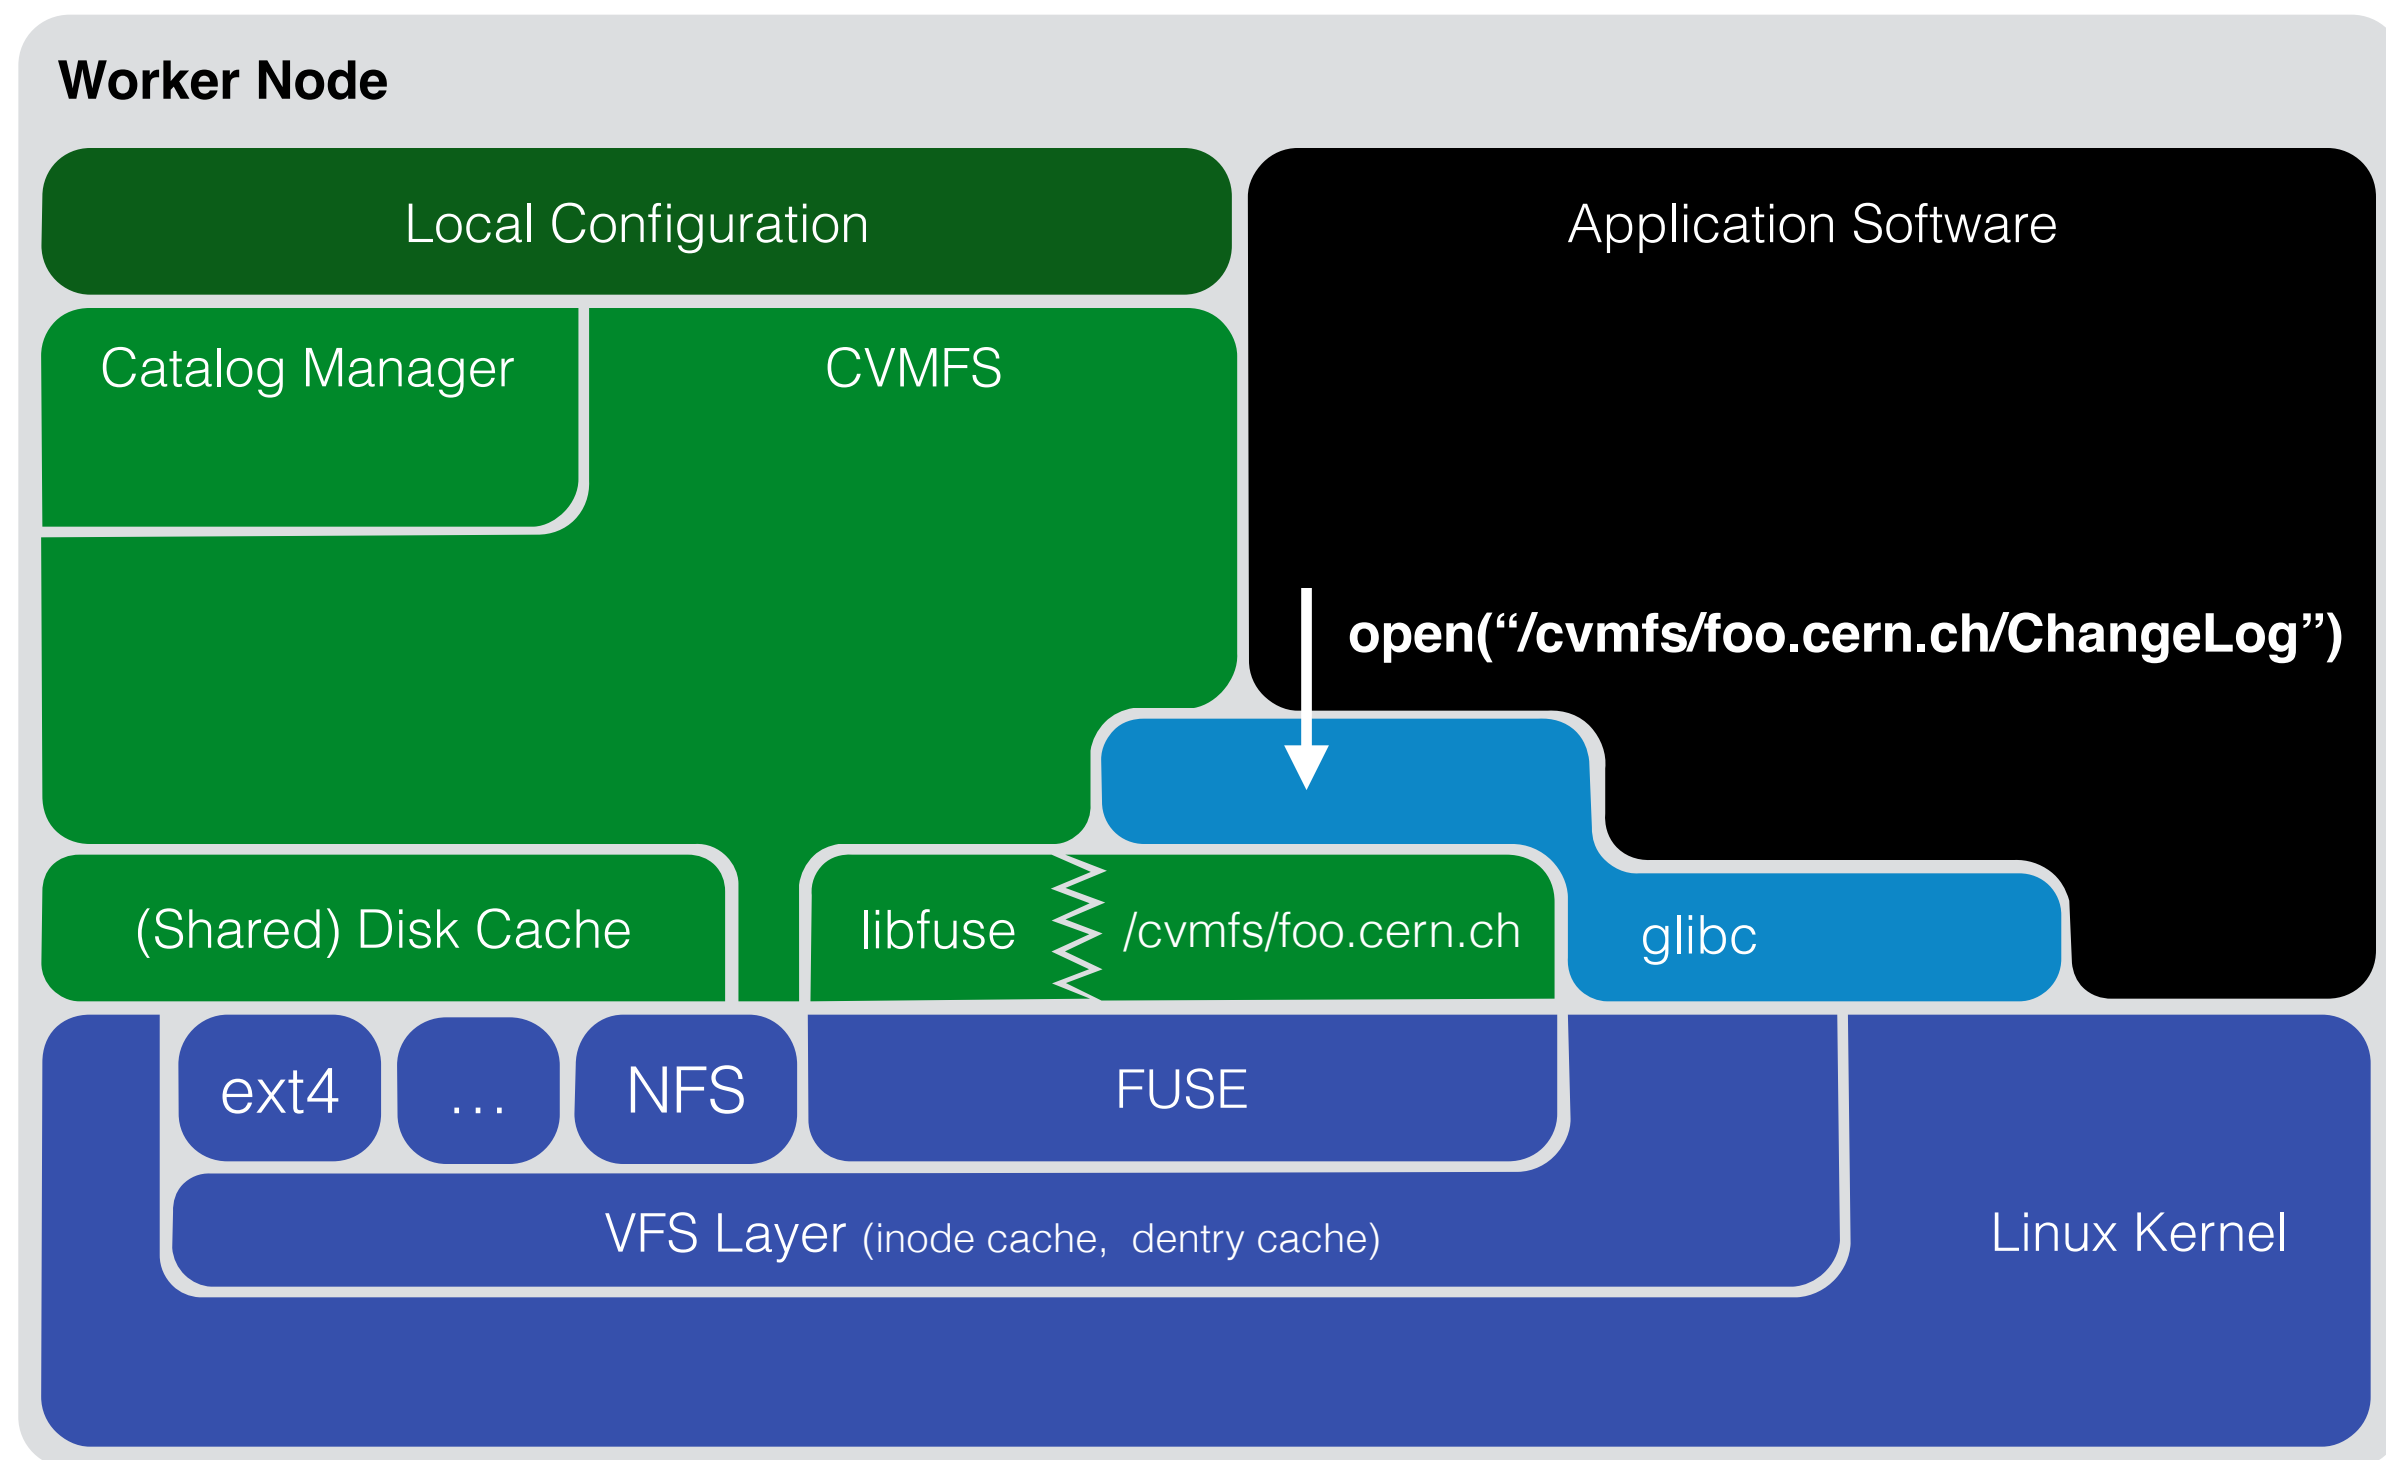 Worker Node
Local Configuration
Application Software
Catalog Manager
CVMFS
open(“/cvmfs/foo.cern.ch/ChangeLog”)
(Shared) Disk Cache
libfuse
/cvmfs/foo.cern.ch
glibc
ext4
...
NFS
FUSE
VFS Layer (inode cache, dentry cache)
Linux Kernel